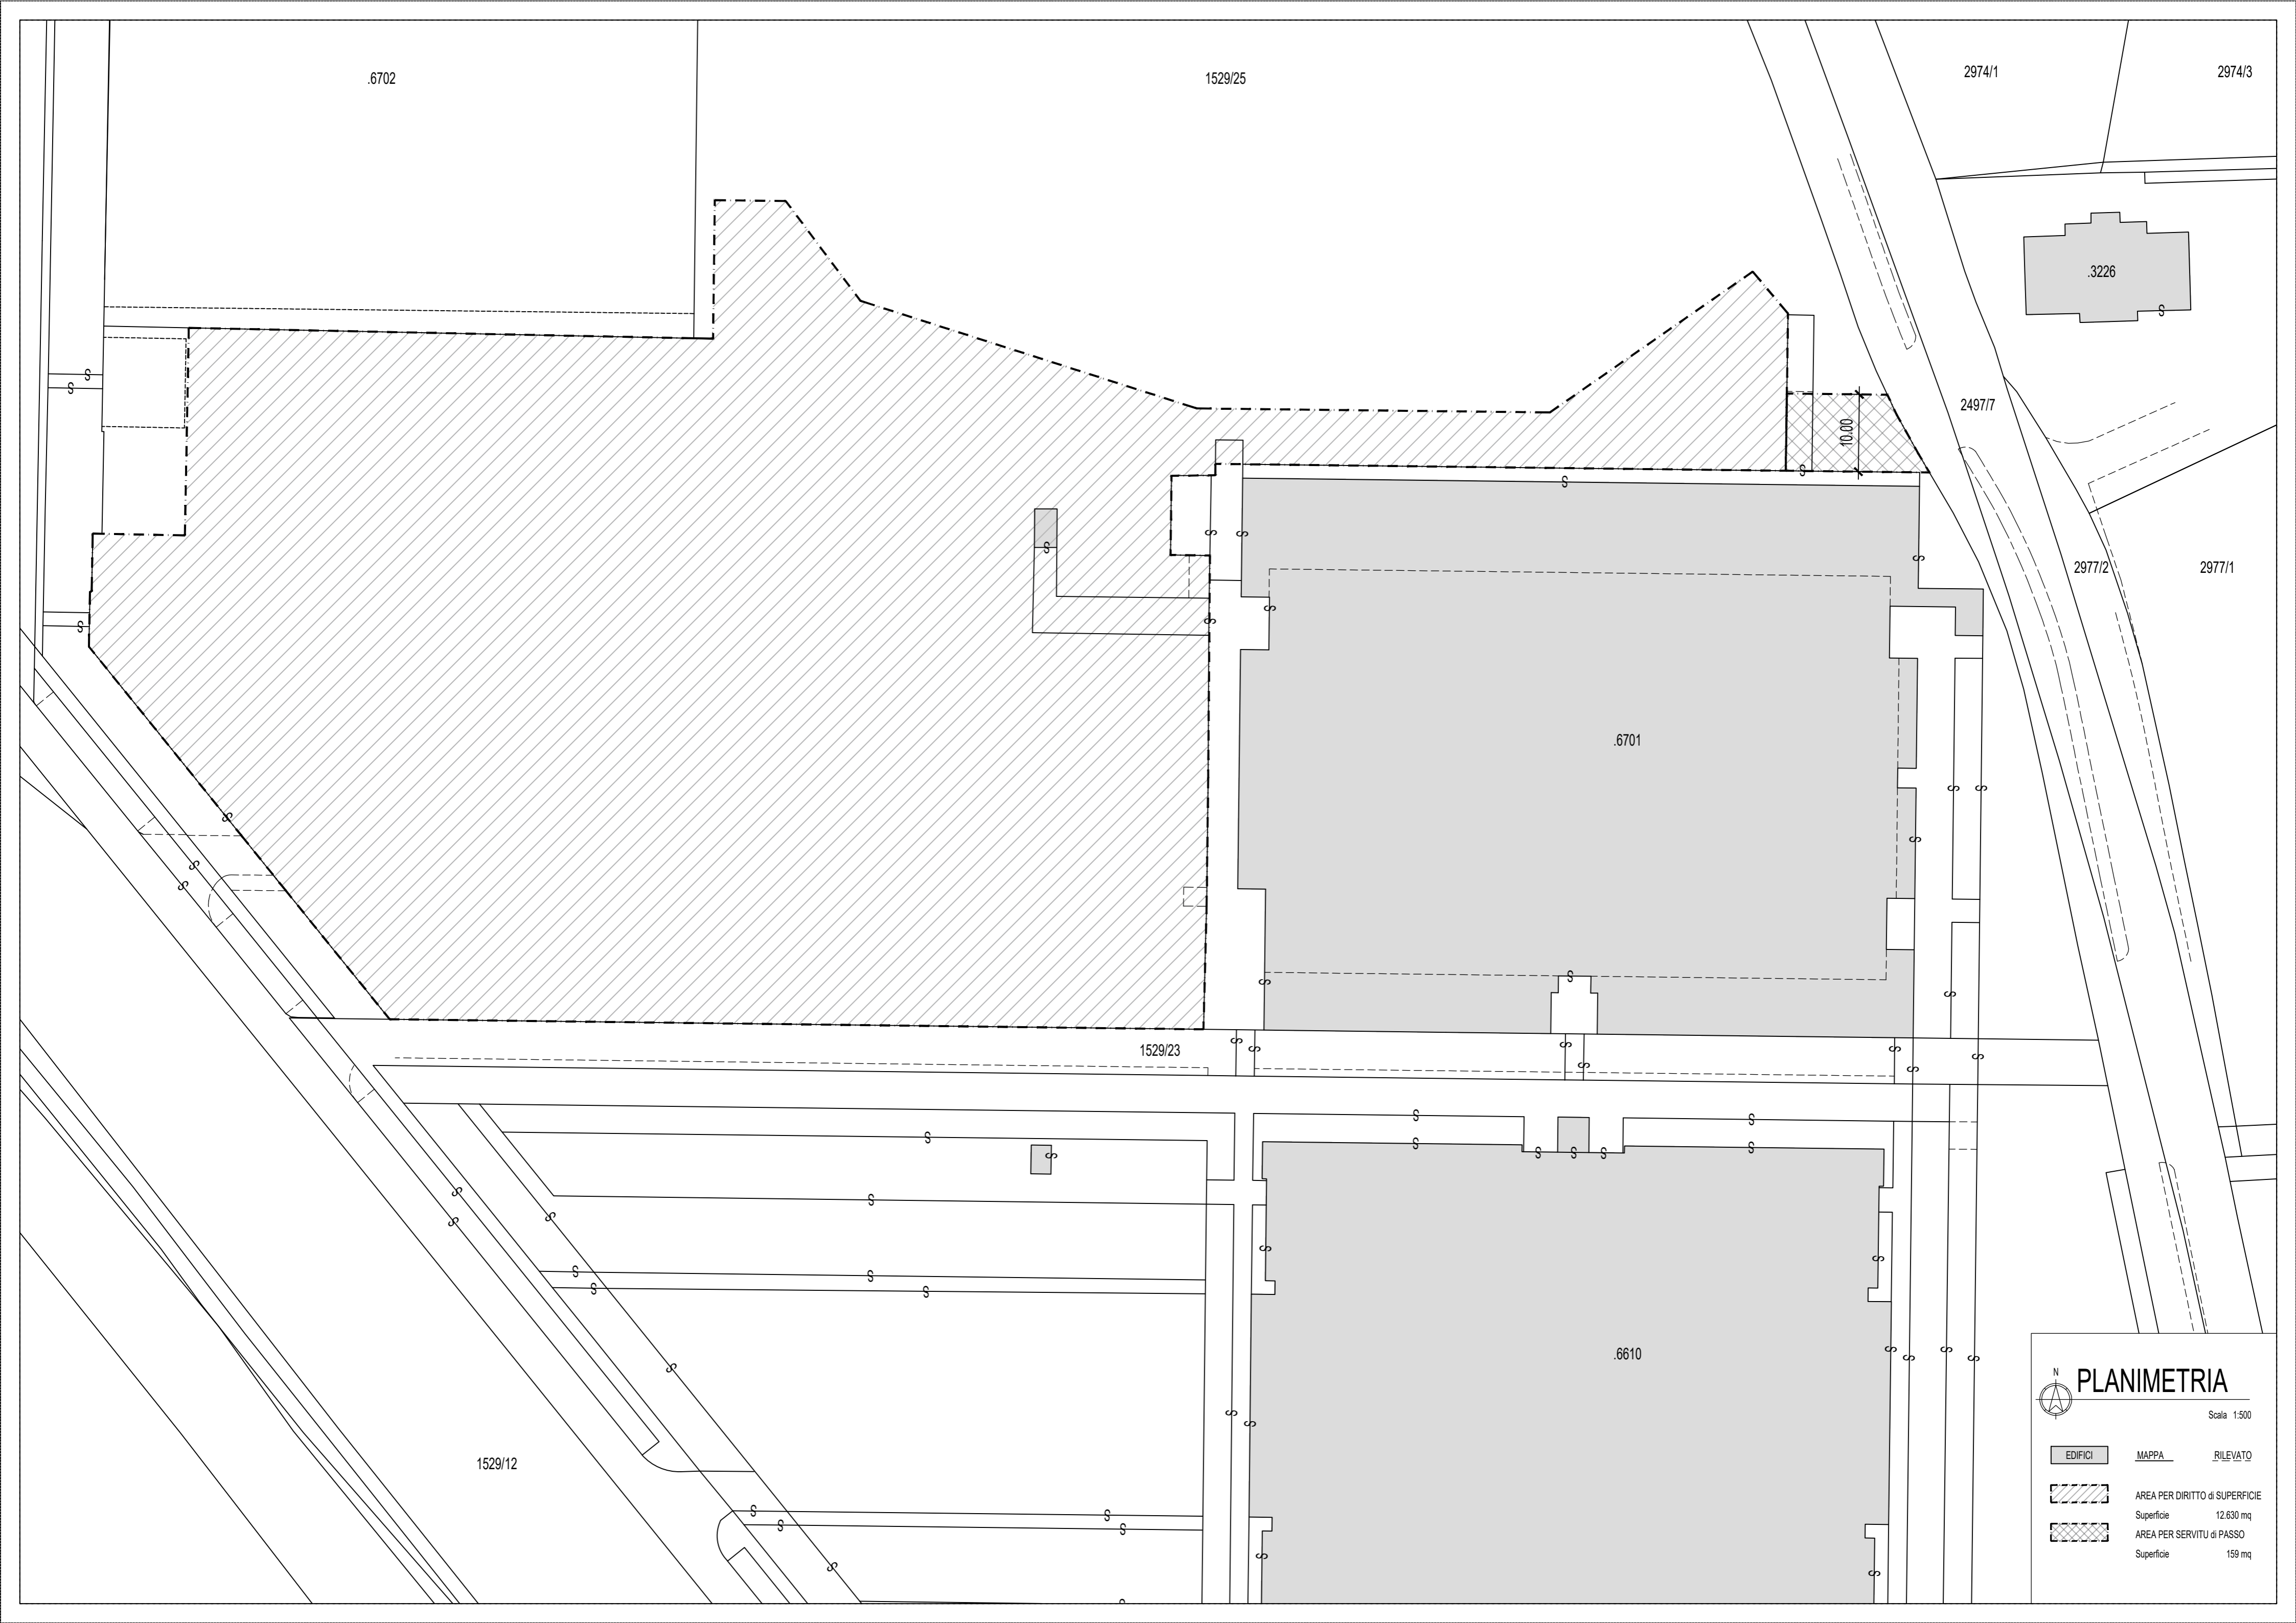 .6702
1529/25
2974/1
2974/3
.3226
2497/7
10.00
2977/2
2977/1
.6701
1529/23
.6610
1529/12
N
PLANIMETRIA
Scala 1:500
EDIFICI
MAPPA
RILEVATO
AREA PER DIRITTO di SUPERFICIE
Superficie 12.630 mq
AREA PER SERVITU di PASSO
Superficie 159 mq